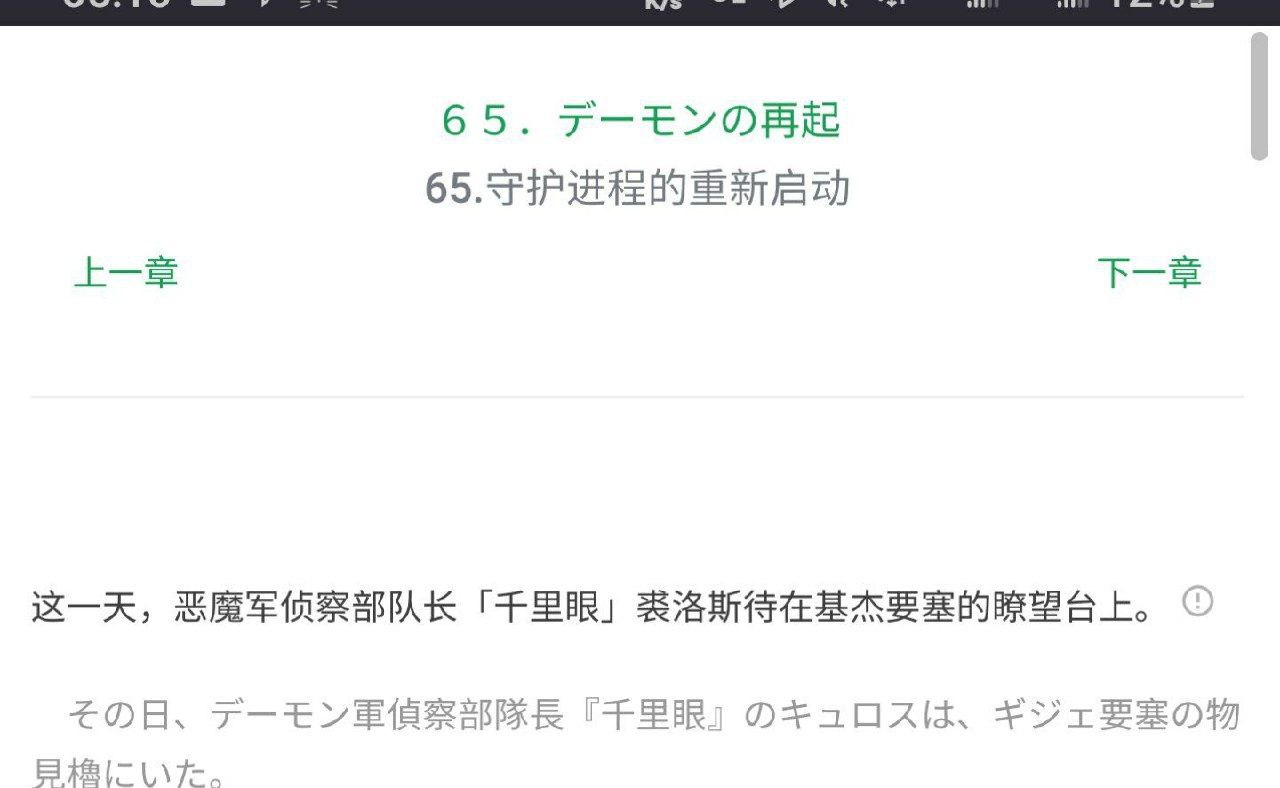 K/s
６５．デーモンの再起
65.守护进程的重新启动
上一章
下一章
这一天，恶魔军侦察部队长「千里眼」裘洛斯待在基杰要塞的瞭望台上。
その日、デーモン軍偵察部隊長『千里眼』のキュロスは、ギジェ要塞の物
見櫓にいた。